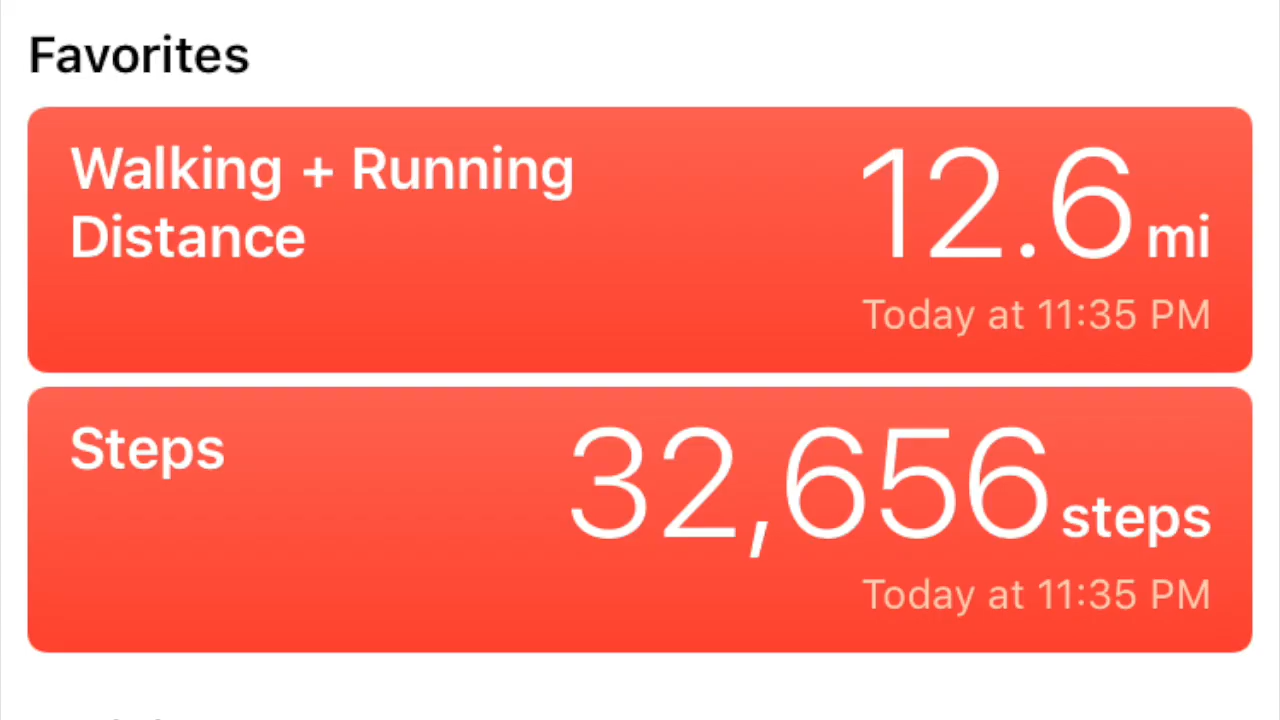 Favorites
Walking + Running
Distance
12.6 mi
Today at 11:35 PM
Steps
32,656 steps
Today at 11:35 PM